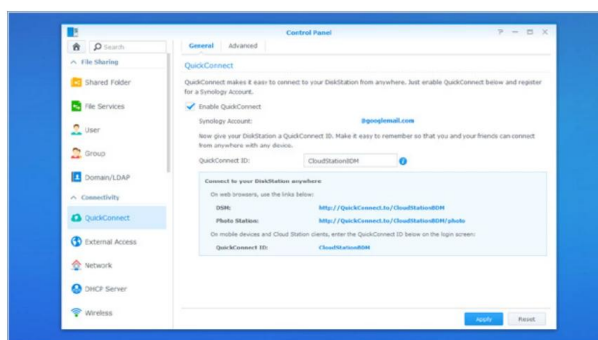 Control Panel
Search
General Advanced
File Sharing
Shared Folder
File Services
User
Group
Domain/LDAP
Connectivity
QuickConnect
External Access
Network
DHCP Server
Wireless
QuickConnect
QuickConnect makes it easy to connect to your DiskStation from anywhere. Just enable QuickConnect below and register
for a Synology Account.
Enable QuickConnect
Synology Account: @googlemail.com
Now give your DiskStation a QuickConnect ID. Make it easy to remember so that you and your friends can connect
from anywhere with any device.
QuickConnect ID: CloudStationIDM
Connect to your DiskStation anywhere
On web browsers, use the links below:
DSM: http://QuickConnect.to/CloudStationIDM
Photo Station: http://QuickConnect.to/CloudStationIDM/photo
On mobile devices and Cloud Station clients, enter the QuickConnect ID below on the login screen:
QuickConnect ID: CloudStationIDM
Apply Reset